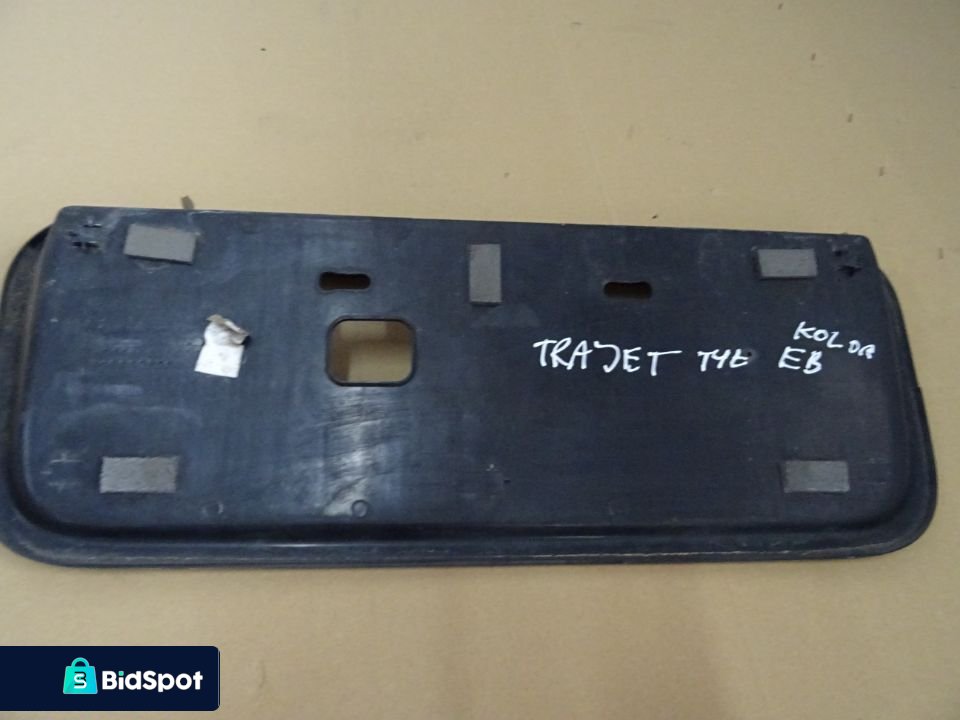 KOLOR
TRAJET TYŁ EB
BidSpot